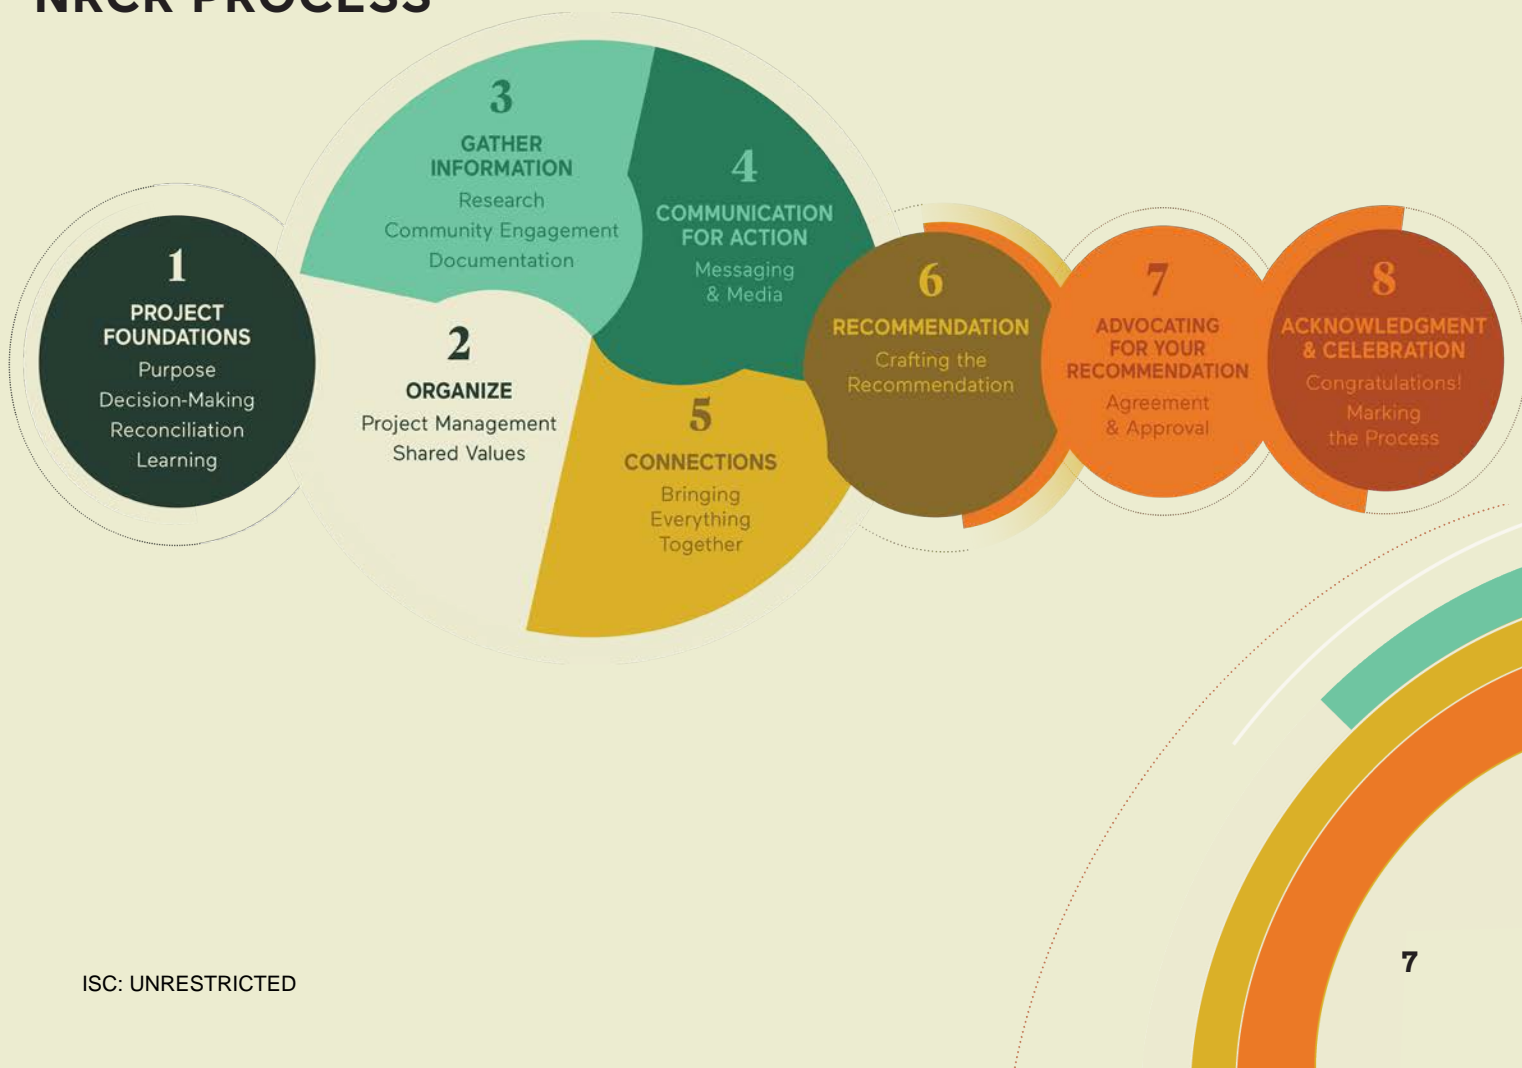 NRCR PROCESS
1
PROJECT
FOUNDATIONS
Purpose
Decision-Making
Reconciliation
Learning
2
ORGANIZE
Project Management
Shared Values
3
GATHER
INFORMATION
Research
Community Engagement
Documentation
4
COMMUNICATION
FOR ACTION
Messaging
& Media
5
CONNECTIONS
Bringing
Everything
Together
6
RECOMMENDATION
Crafting the
Recommendation
7
ADVOCATING
FOR YOUR
RECOMMENDATION
Agreement
& Approval
8
ACKNOWLEDGMENT
& CELEBRATION
Congratulations!
Marking
the Process
ISC: UNRESTRICTED
7